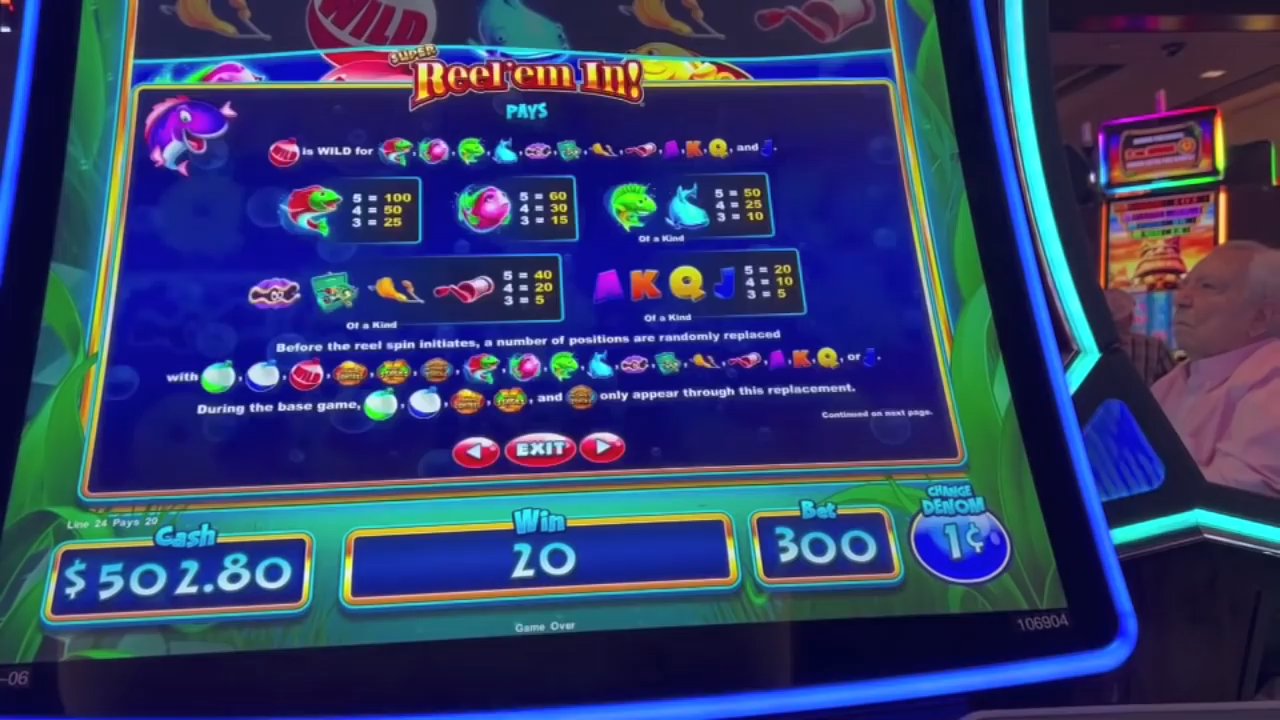 WILD
SUPER
Reel'em In!
PAYS
is WILD for , , , , , , , , A, K, Q, and J.
5 = 100
4 = 50
3 = 25
5 = 60
4 = 30
3 = 15
5 = 50
4 = 25
3 = 10
Of a Kind
5 = 40
4 = 20
3 = 5
Of a Kind
A K Q J
5 = 20
4 = 10
3 = 5
Of a Kind
Before the reel spin initiates, a number of positions are randomly replaced
with , , , , , , , , , , , , , , A, K, Q, or J.
During the base game, , , , , and only appear through this replacement.
Continued on next page.
EXIT
Line 24 Pays 20
Cash
$502.80
Win
20
Bet
300
CHANGE
DENOM
1¢
Game Over
106904
-06